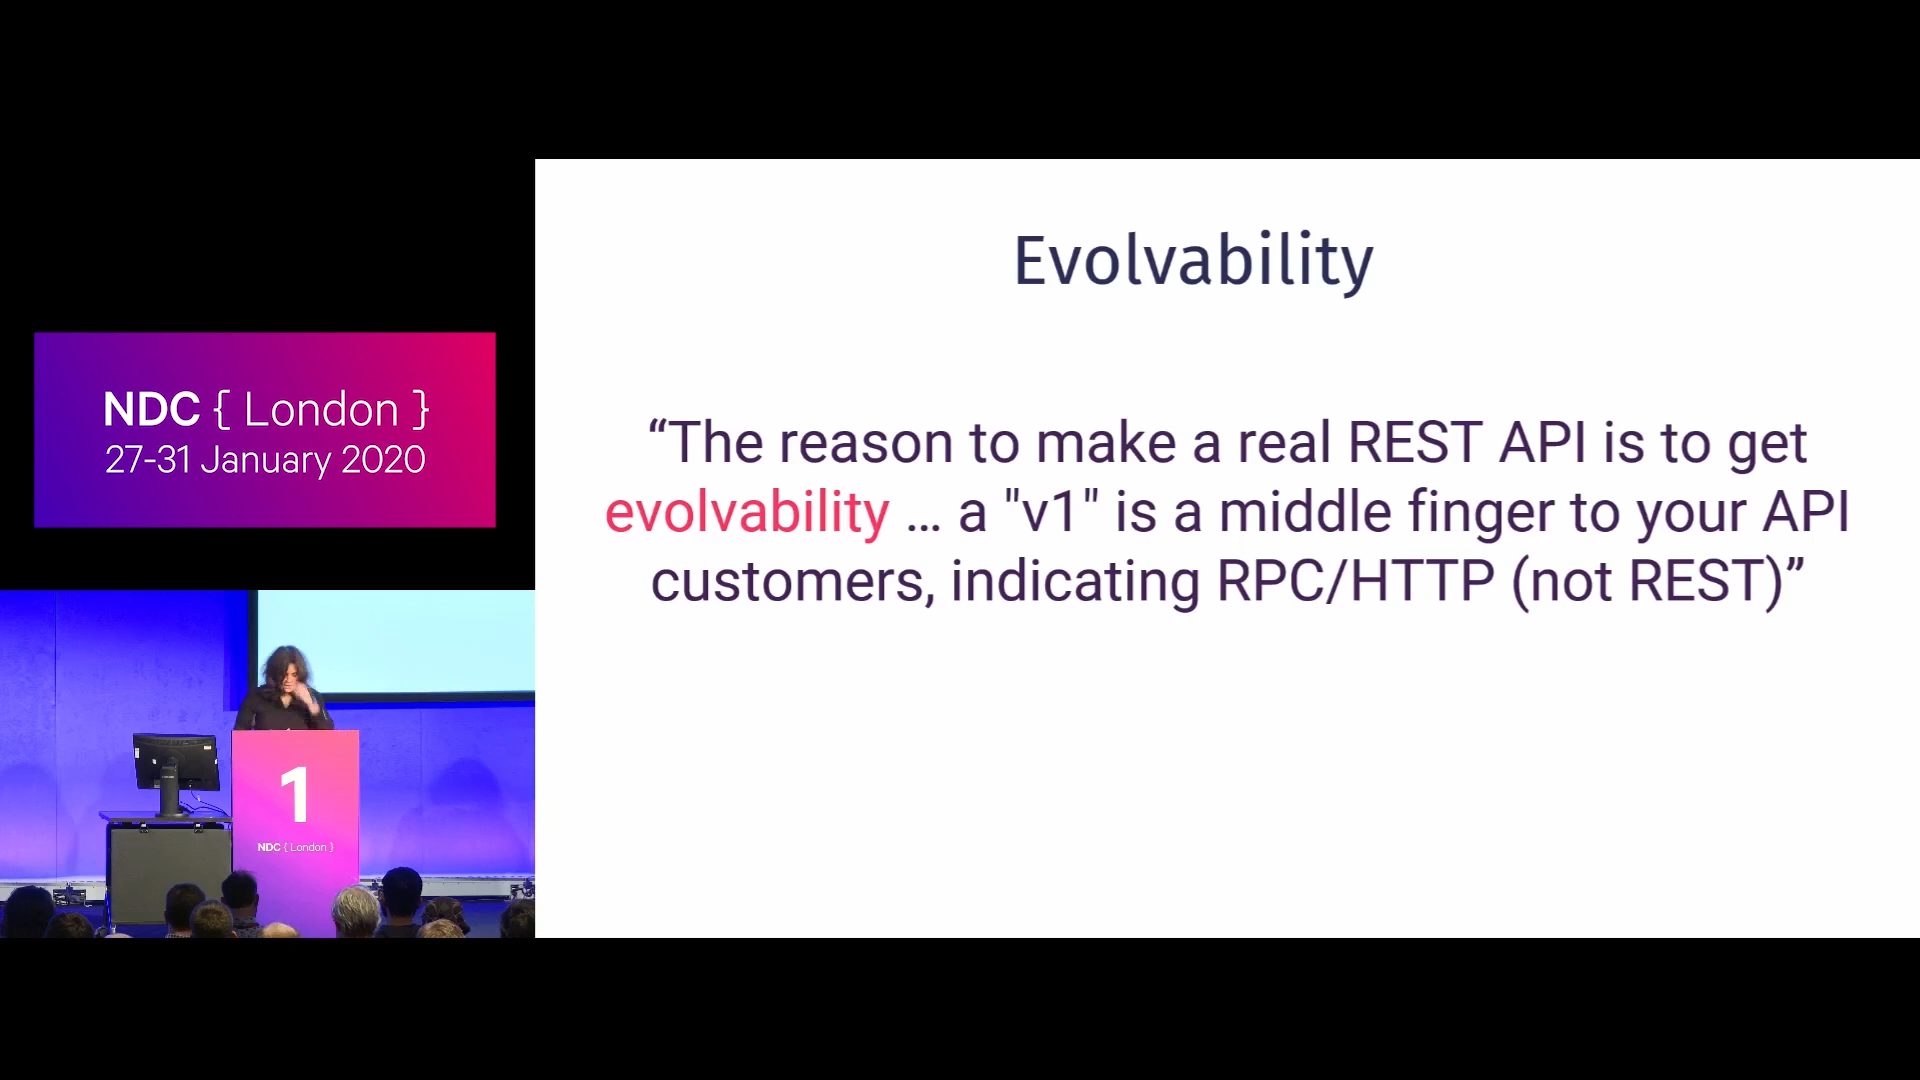 NDC { London }
27-31 January 2020
Evolvability
“The reason to make a real REST API is to get
evolvability ... a "v1" is a middle finger to your API
customers, indicating RPC/HTTP (not REST)”
1
NDC { London }